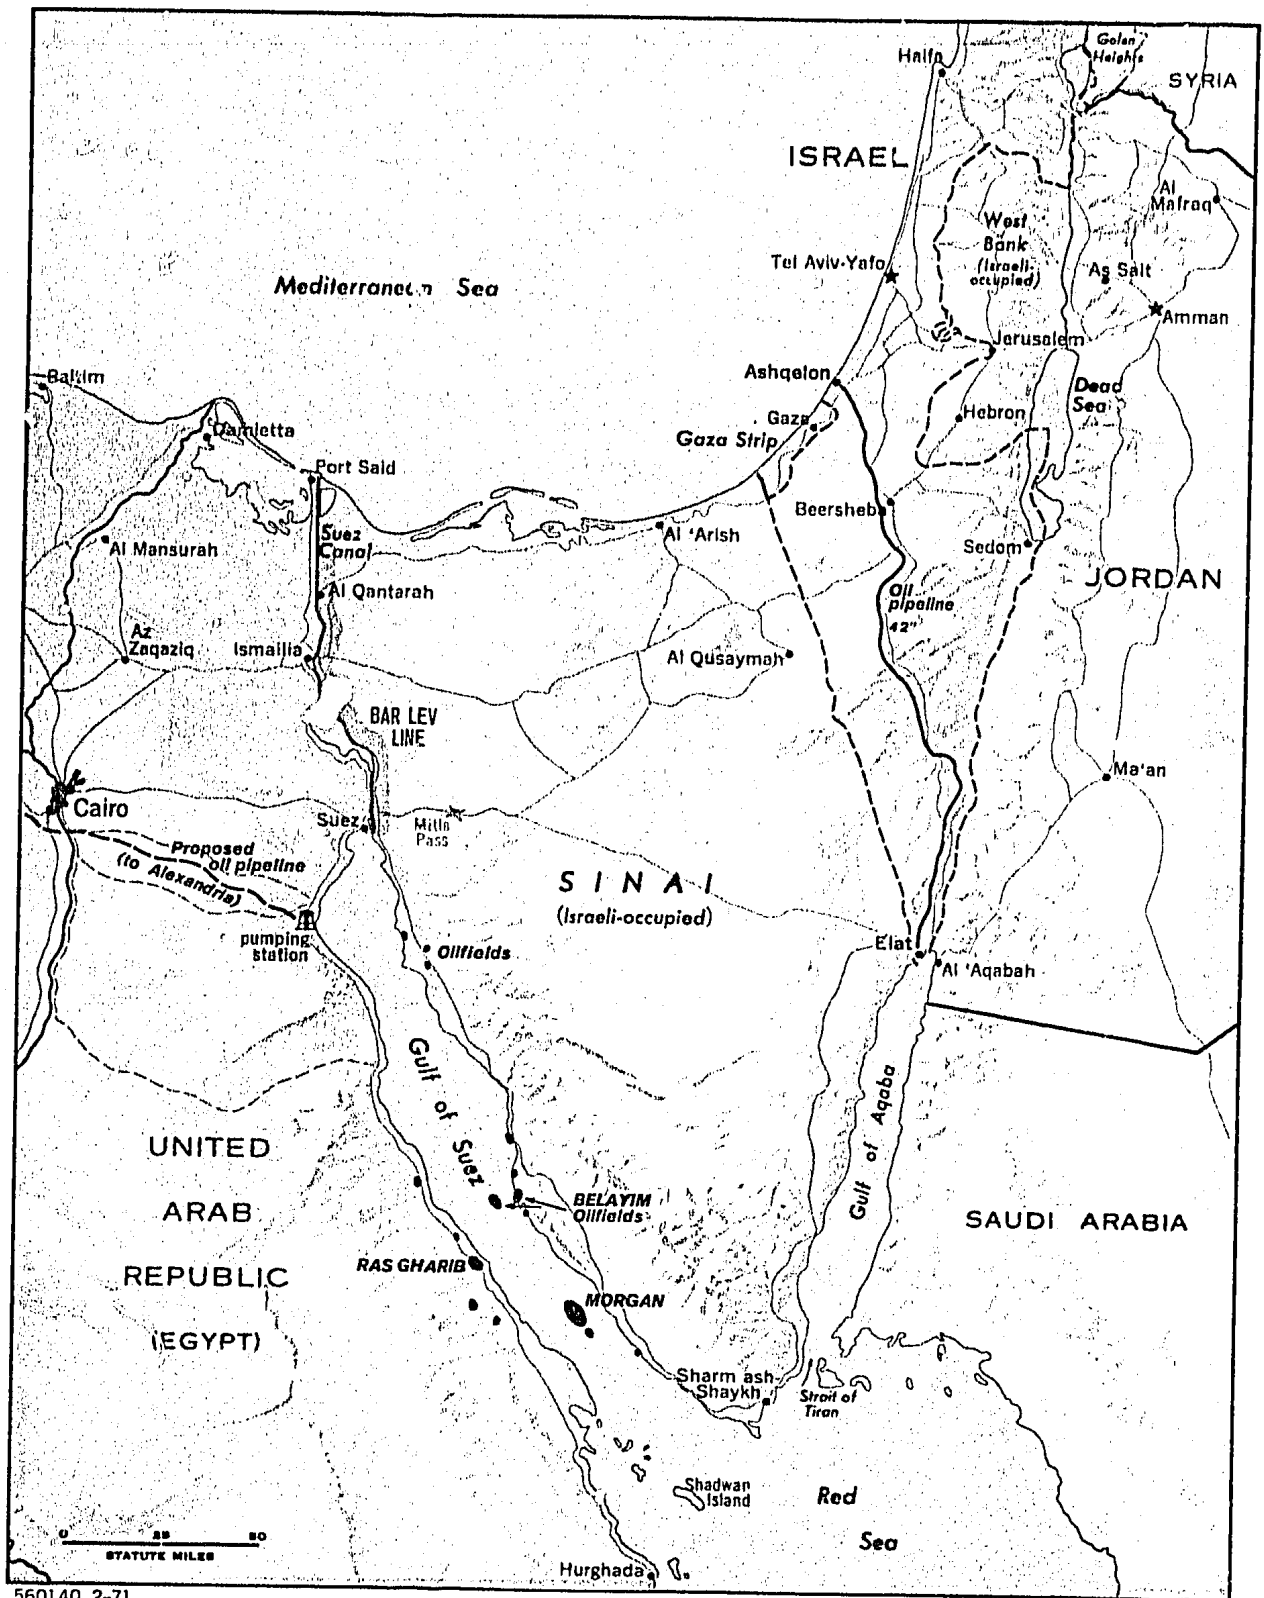 Golan
Heights
SYRIA
Haifa
ISRAEL
Al
Mafraq
West
Bank
(Israeli-
occupied)
Tel Aviv-Yafo
As Salt
Amman
Mediterranean Sea
Jerusalem
Baltim
Ashqelon
Dead
Sea
Hebron
Gaza
Gaza Strip
Damietta
Port Said
Beersheba
Al 'Arish
Suez
Canal
Al Mansurah
Sedom
JORDAN
Al Qantarah
Oil
pipeline
42"
Az
Zaqaziq
Ismailia
Al Qusaymah
BAR LEV
LINE
Ma'an
Cairo
Suez
Mitla
Pass
Proposed
oil pipeline
(to Alexandria)
SINAI
(Israeli-occupied)
pumping
station
Oilfields
Elat
Al 'Aqabah
Gulf of Suez
Gulf of Aqaba
UNITED
ARAB
REPUBLIC
(EGYPT)
BELAYIM
Oilfields
SAUDI ARABIA
RAS GHARIB
MORGAN
Sharm ash
Shaykh
Strait of
Tiran
Shadwan
Island
Red
Sea
0 25 50
STATUTE MILES
Hurghada
560140 2-71